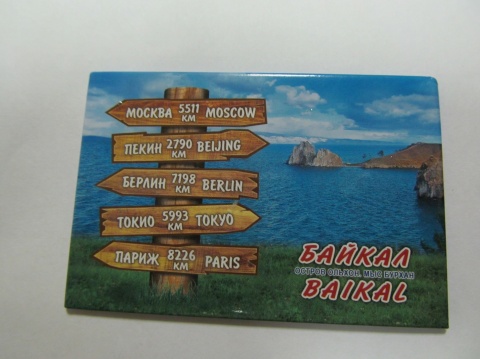 МОСКВА 5511 КМ MOSCOW
ПЕКИН 2790 КМ BEIJING
БЕРЛИН 7198 КМ BERLIN
ТОКИО 5993 КМ TOKYO
ПАРИЖ 8226 КМ PARIS
БАЙКАЛ
ОСТРОВ ОЛЬХОН. МЫС БУРХАН
BAIKAL